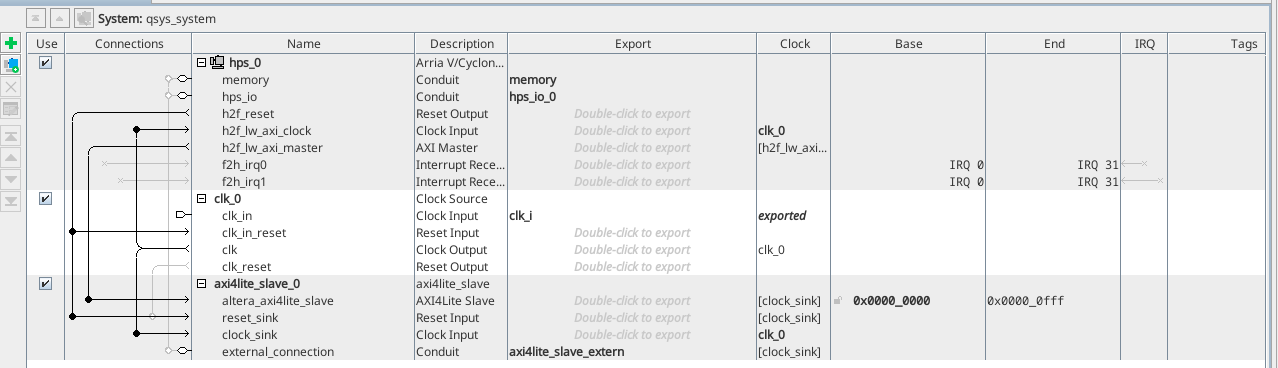 System: qsys_system
Use Connections Name Description Export Clock Base End IRQ Tags
hps_0 Arria V/Cyclon...
memory Conduit memory
hps_io Conduit hps_io_0
h2f_reset Reset Output Double-click to export
h2f_lw_axi_clock Clock Input Double-click to export clk_0
h2f_lw_axi_master AXI Master Double-click to export [h2f_lw_axi...
f2h_irq0 Interrupt Rece... Double-click to export IRQ 0 IRQ 31
f2h_irq1 Interrupt Rece... Double-click to export IRQ 0 IRQ 31
clk_0 Clock Source
clk_in Clock Input clk_i exported
clk_in_reset Reset Input Double-click to export
clk Clock Output Double-click to export clk_0
clk_reset Reset Output Double-click to export
axi4lite_slave_0 axi4lite_slave
altera_axi4lite_slave AXI4Lite Slave Double-click to export [clock_sink] 0x0000_0000 0x0000_0fff
reset_sink Reset Input Double-click to export [clock_sink]
clock_sink Clock Input Double-click to export clk_0
external_connection Conduit axi4lite_slave_extern [clock_sink]